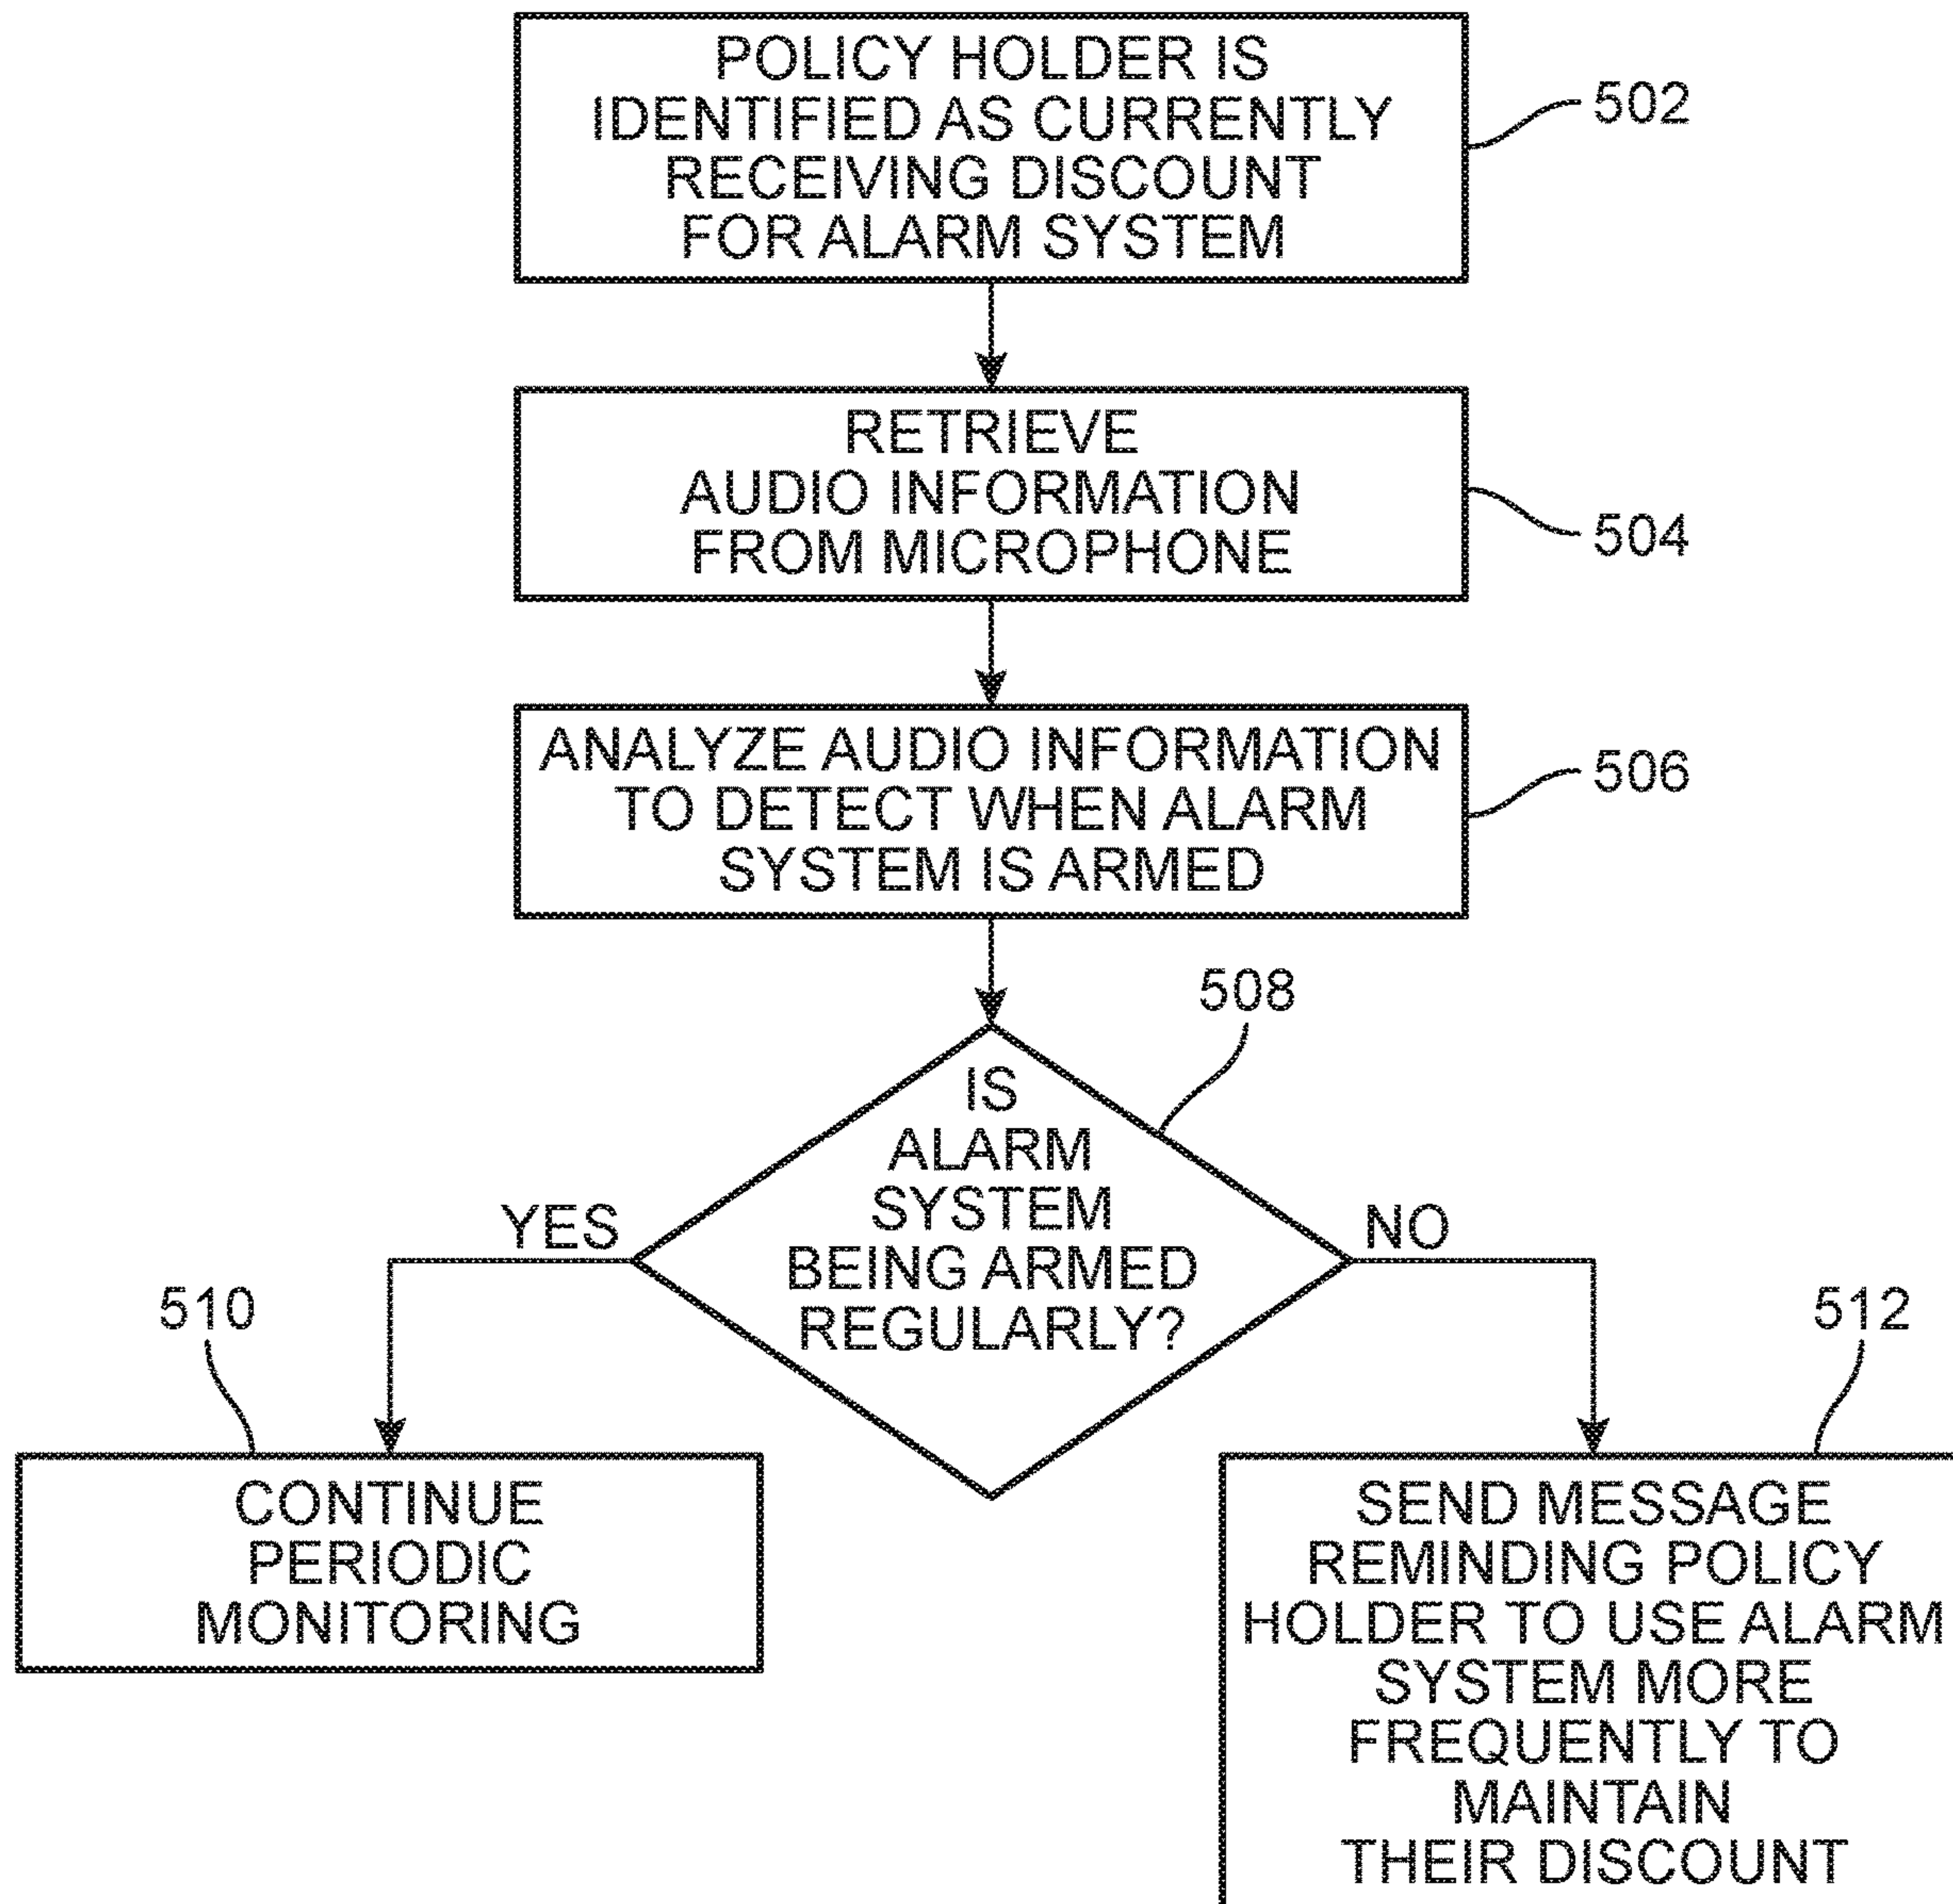 POLICY HOLDER IS
IDENTIFIED AS CURRENTLY
RECEIVING DISCOUNT
FOR ALARM SYSTEM
502
RETRIEVE
AUDIO INFORMATION
FROM MICROPHONE
504
ANALYZE AUDIO INFORMATION
TO DETECT WHEN ALARM
SYSTEM IS ARMED
506
508
IS
ALARM
SYSTEM
BEING ARMED
REGULARLY?
YES
NO
510
CONTINUE
PERIODIC
MONITORING
512
SEND MESSAGE
REMINDING POLICY
HOLDER TO USE ALARM
SYSTEM MORE
FREQUENTLY TO
MAINTAIN
THEIR DISCOUNT